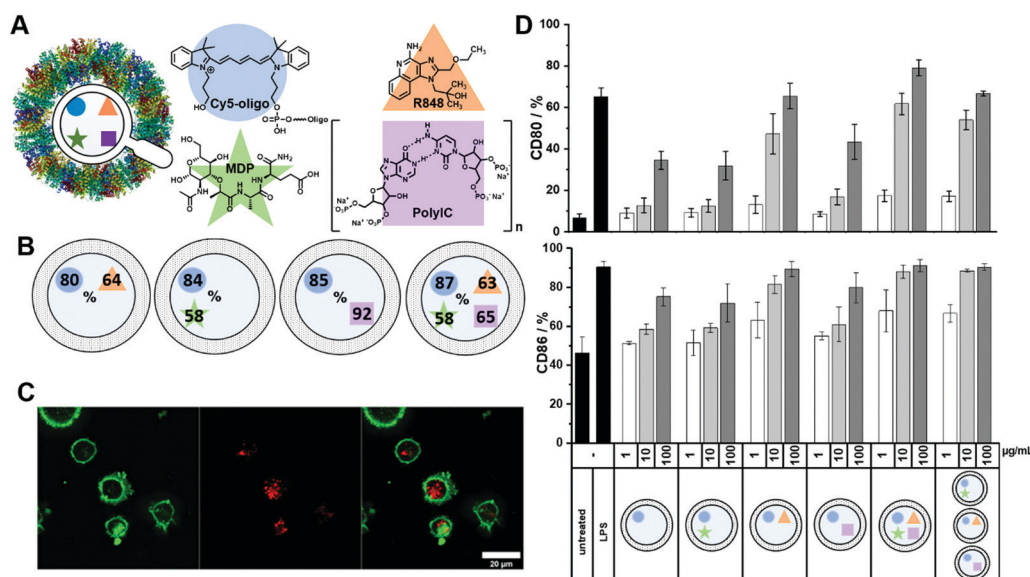 A
Cy5-oligo
R848
MDP
PolyIC
n
B
80 64
%
84
%
58
85
%
92
87 63
%
58 65
C
20 µm
D
CD80 / %
100
80
60
40
20
0
CD86 / %
100
80
60
40
20
0
- 1 10 100 1 10 100 1 10 100 1 10 100 1 10 100 1 10 100 µg/mL
untreated
LPS